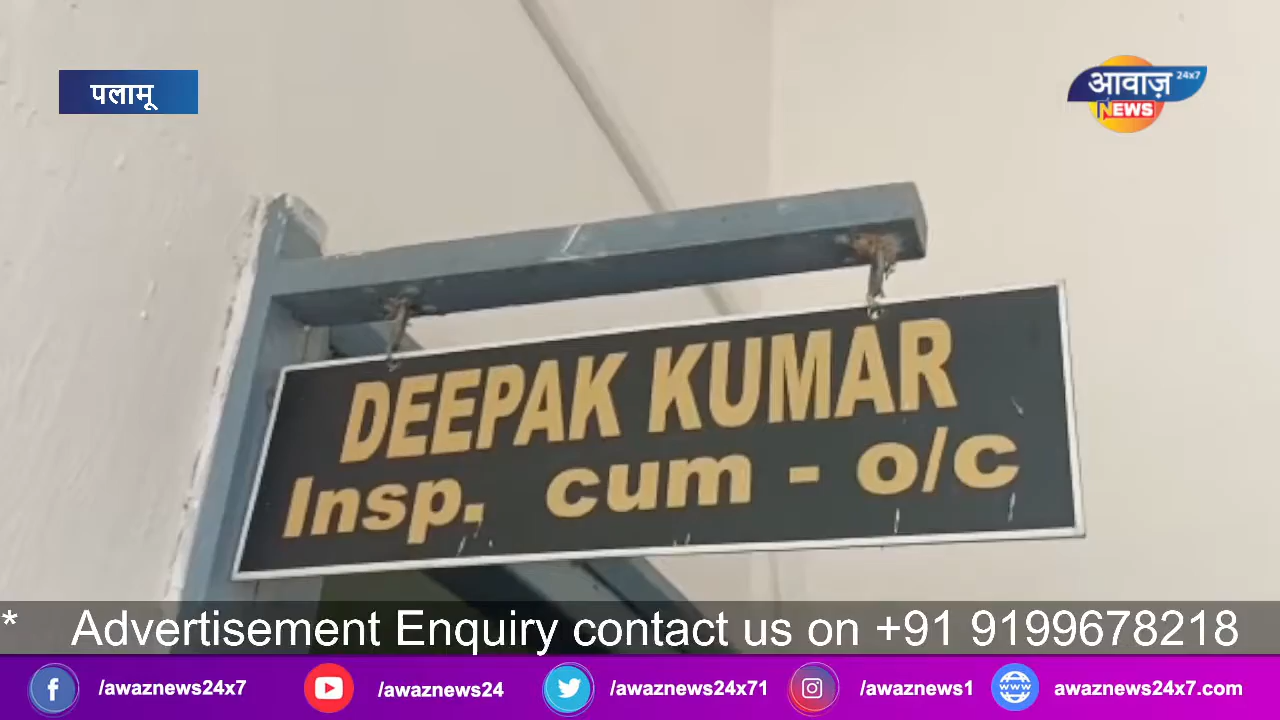 पलामू
आवाज़ 24x7
NEWS
DEEPAK KUMAR
Insp. cum - o/c
* Advertisement Enquiry contact us on +91 9199678218
/awaznews24x7
/awaznews24
/awaznews24x71
/awaznews1
www
awaznews24x7.com